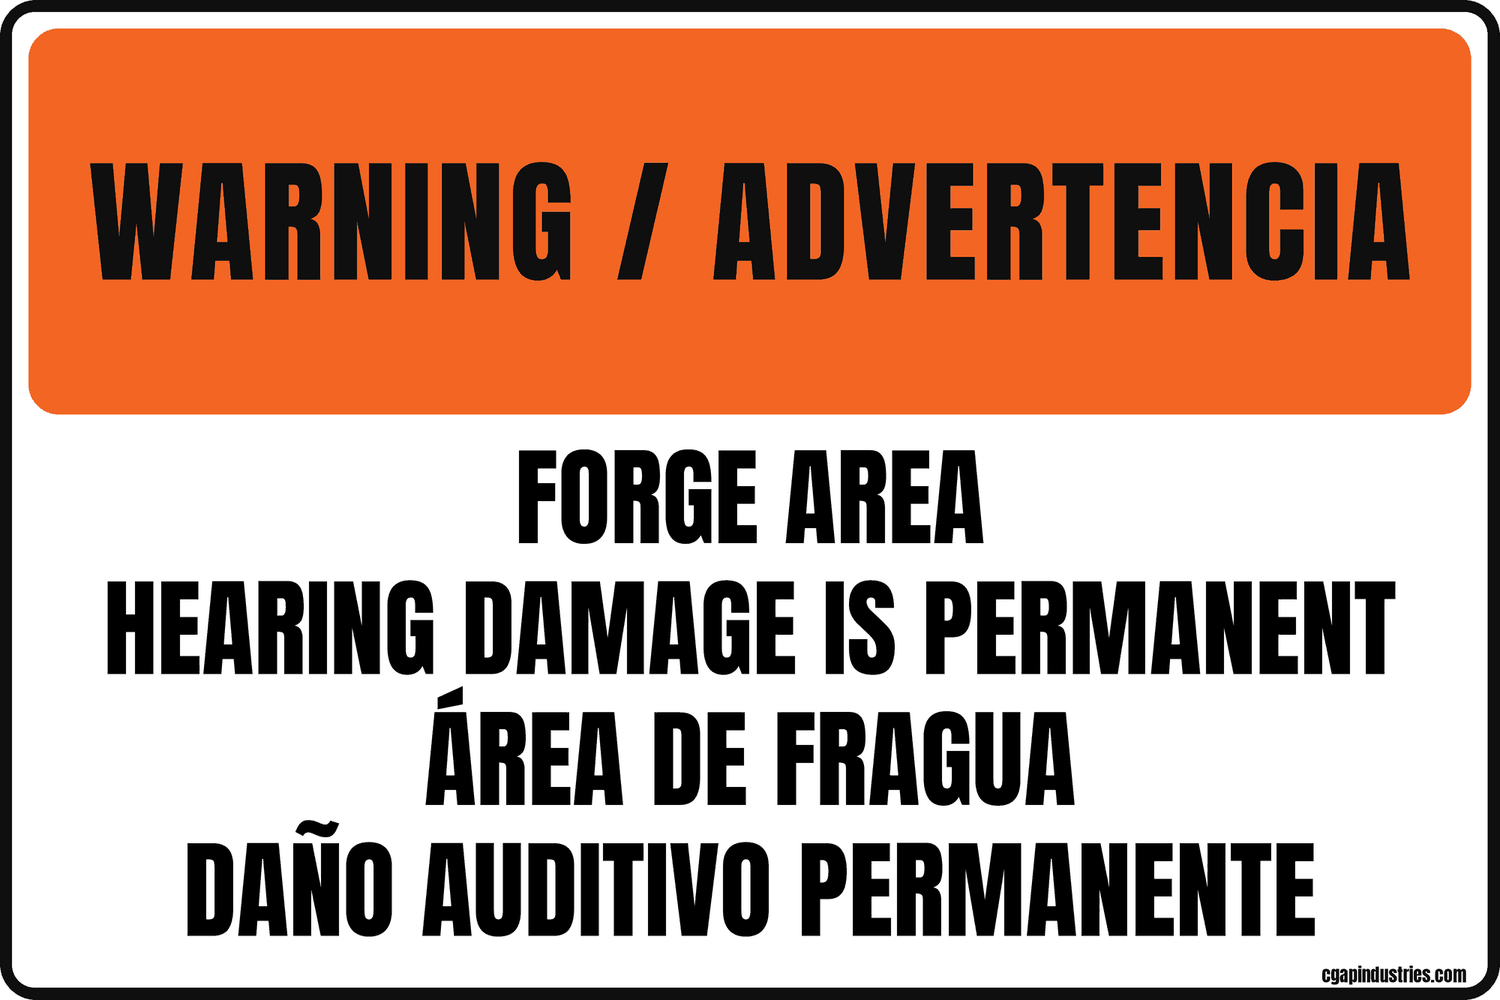 WARNING / ADVERTENCIA
FORGE AREA
HEARING DAMAGE IS PERMANENT
ÁREA DE FRAGUA
DAÑO AUDITIVO PERMANENTE
cgapindustries.com